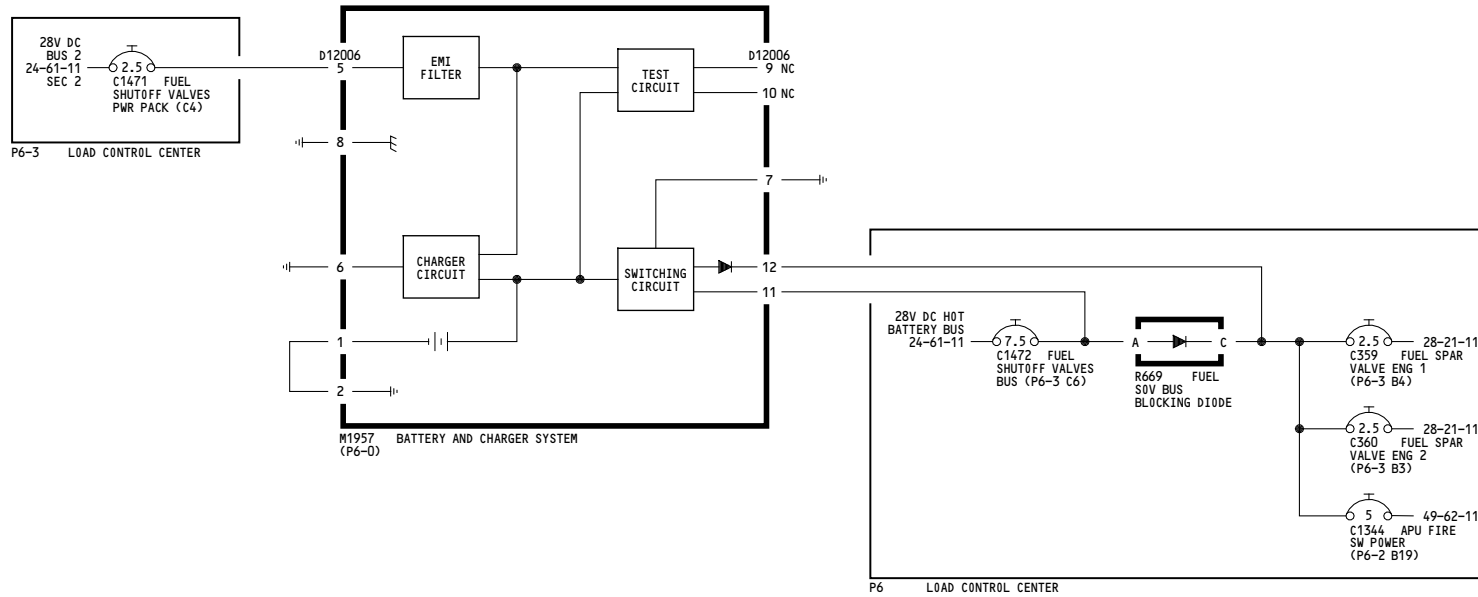 28V DC
BUS 2
24-61-11
SEC 2
2.5
C1471 FUEL
SHUTOFF VALVES
PWR PACK (C4)
P6-3 LOAD CONTROL CENTER
D12006
5
8
6
1
2
EMI
FILTER
CHARGER
CIRCUIT
TEST
CIRCUIT
SWITCHING
CIRCUIT
D12006
9 NC
10 NC
7
12
11
M1957 BATTERY AND CHARGER SYSTEM
(P6-0)
28V DC HOT
BATTERY BUS
24-61-11
7.5
C1472 FUEL
SHUTOFF VALVES
BUS (P6-3 C6)
A
C
R669 FUEL
SOV BUS
BLOCKING DIODE
2.5
28-21-11
C359 FUEL SPAR
VALVE ENG 1
(P6-3 B4)
2.5
28-21-11
C360 FUEL SPAR
VALVE ENG 2
(P6-3 B3)
5
49-62-11
C1344 APU FIRE
SW POWER
(P6-2 B19)
P6 LOAD CONTROL CENTER